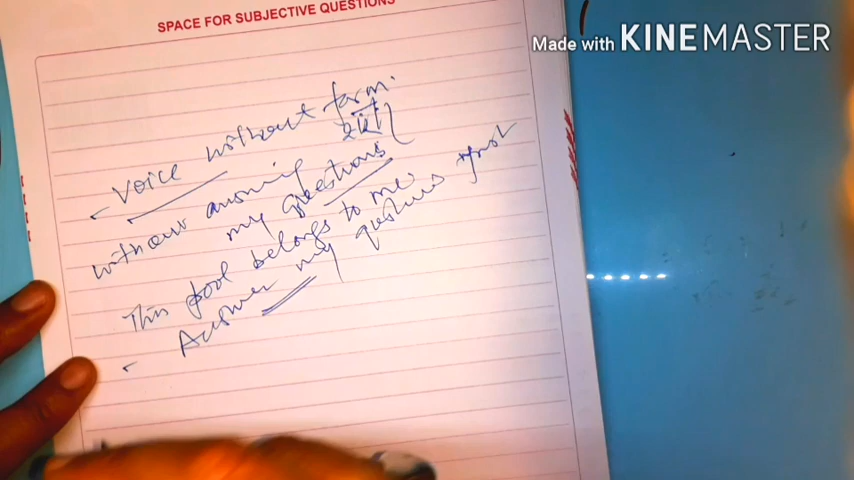 SPACE FOR SUBJECTIVE QUESTIONS
Made with KINEMASTER
Voice without form.
without answering
my questions
This pool belongs to me.
Answer my questions first